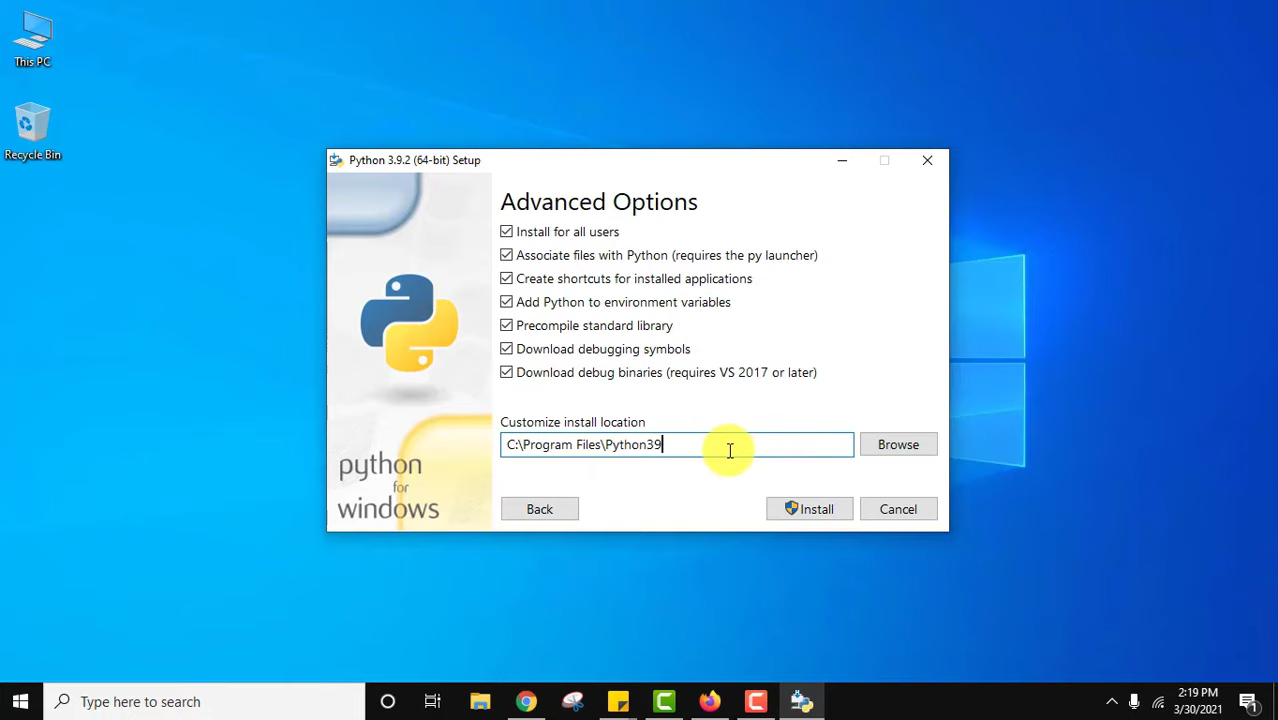 This PC
Recycle Bin
Python 3.9.2 (64-bit) Setup
Advanced Options
Install for all users
Associate files with Python (requires the py launcher)
Create shortcuts for installed applications
Add Python to environment variables
Precompile standard library
Download debugging symbols
Download debug binaries (requires VS 2017 or later)
Customize install location
C:\Program Files\Python39
Browse
python
for
windows
Back
Install
Cancel
Type here to search
2:19 PM
3/30/2021
1